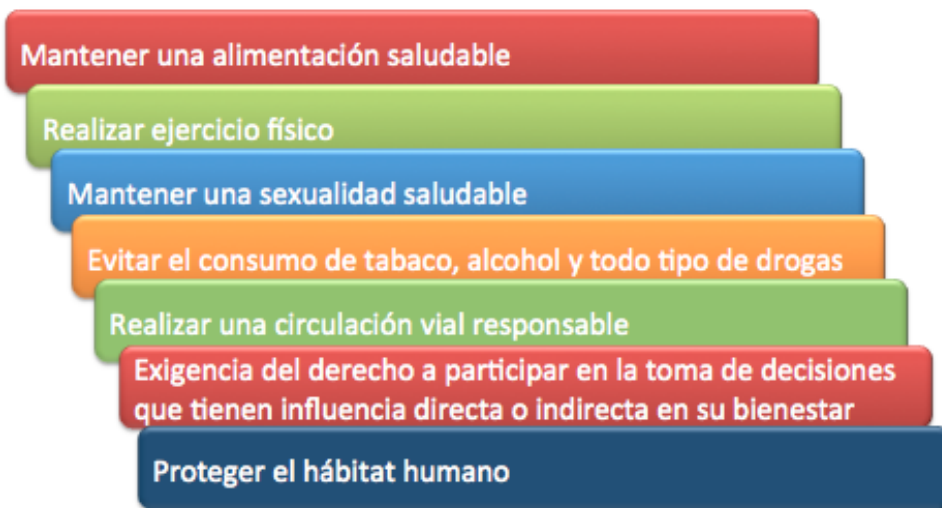 Mantener una alimentación saludable
Realizar ejercicio físico
Mantener una sexualidad saludable
Evitar el consumo de tabaco, alcohol y todo tipo de drogas
Realizar una circulación vial responsable
Exigencia del derecho a participar en la toma de decisiones
que tienen influencia directa o indirecta en su bienestar
Proteger el hábitat humano